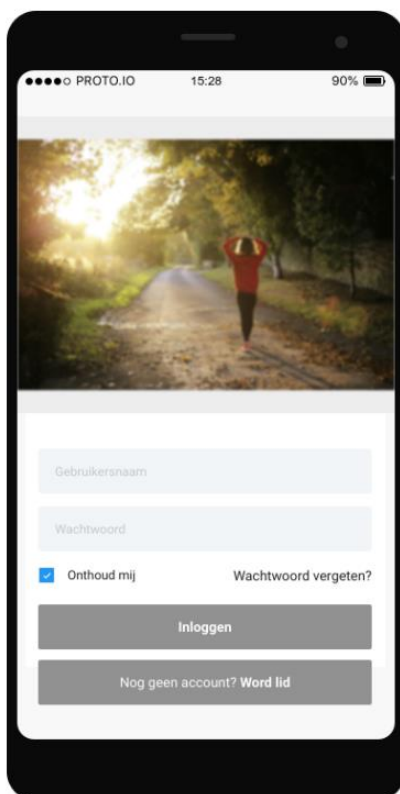 PROTO.IO 15:28 90%
Gebruikersnaam
Wachtwoord
Onthoud mij Wachtwoord vergeten?
Inloggen
Nog geen account? Word lid